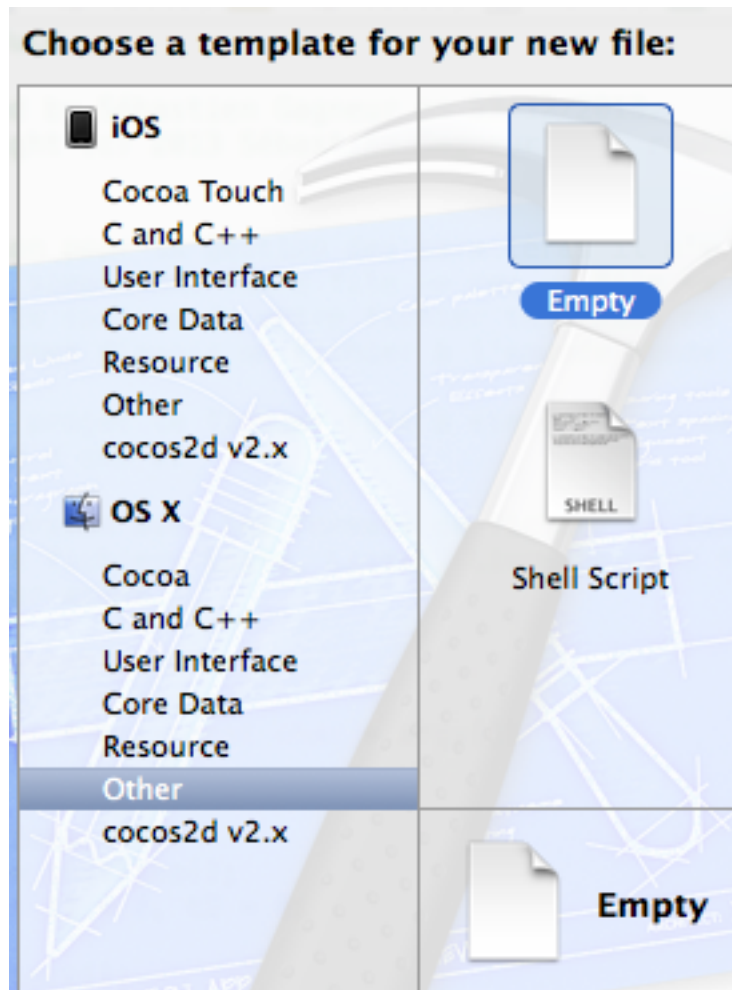 Choose a template for your new file:
iOS
Cocoa Touch
C and C++
User Interface
Core Data
Resource
Other
cocos2d v2.x
OS X
Cocoa
C and C++
User Interface
Core Data
Resource
Other
cocos2d v2.x
Empty
SHELL
Shell Script
Empty